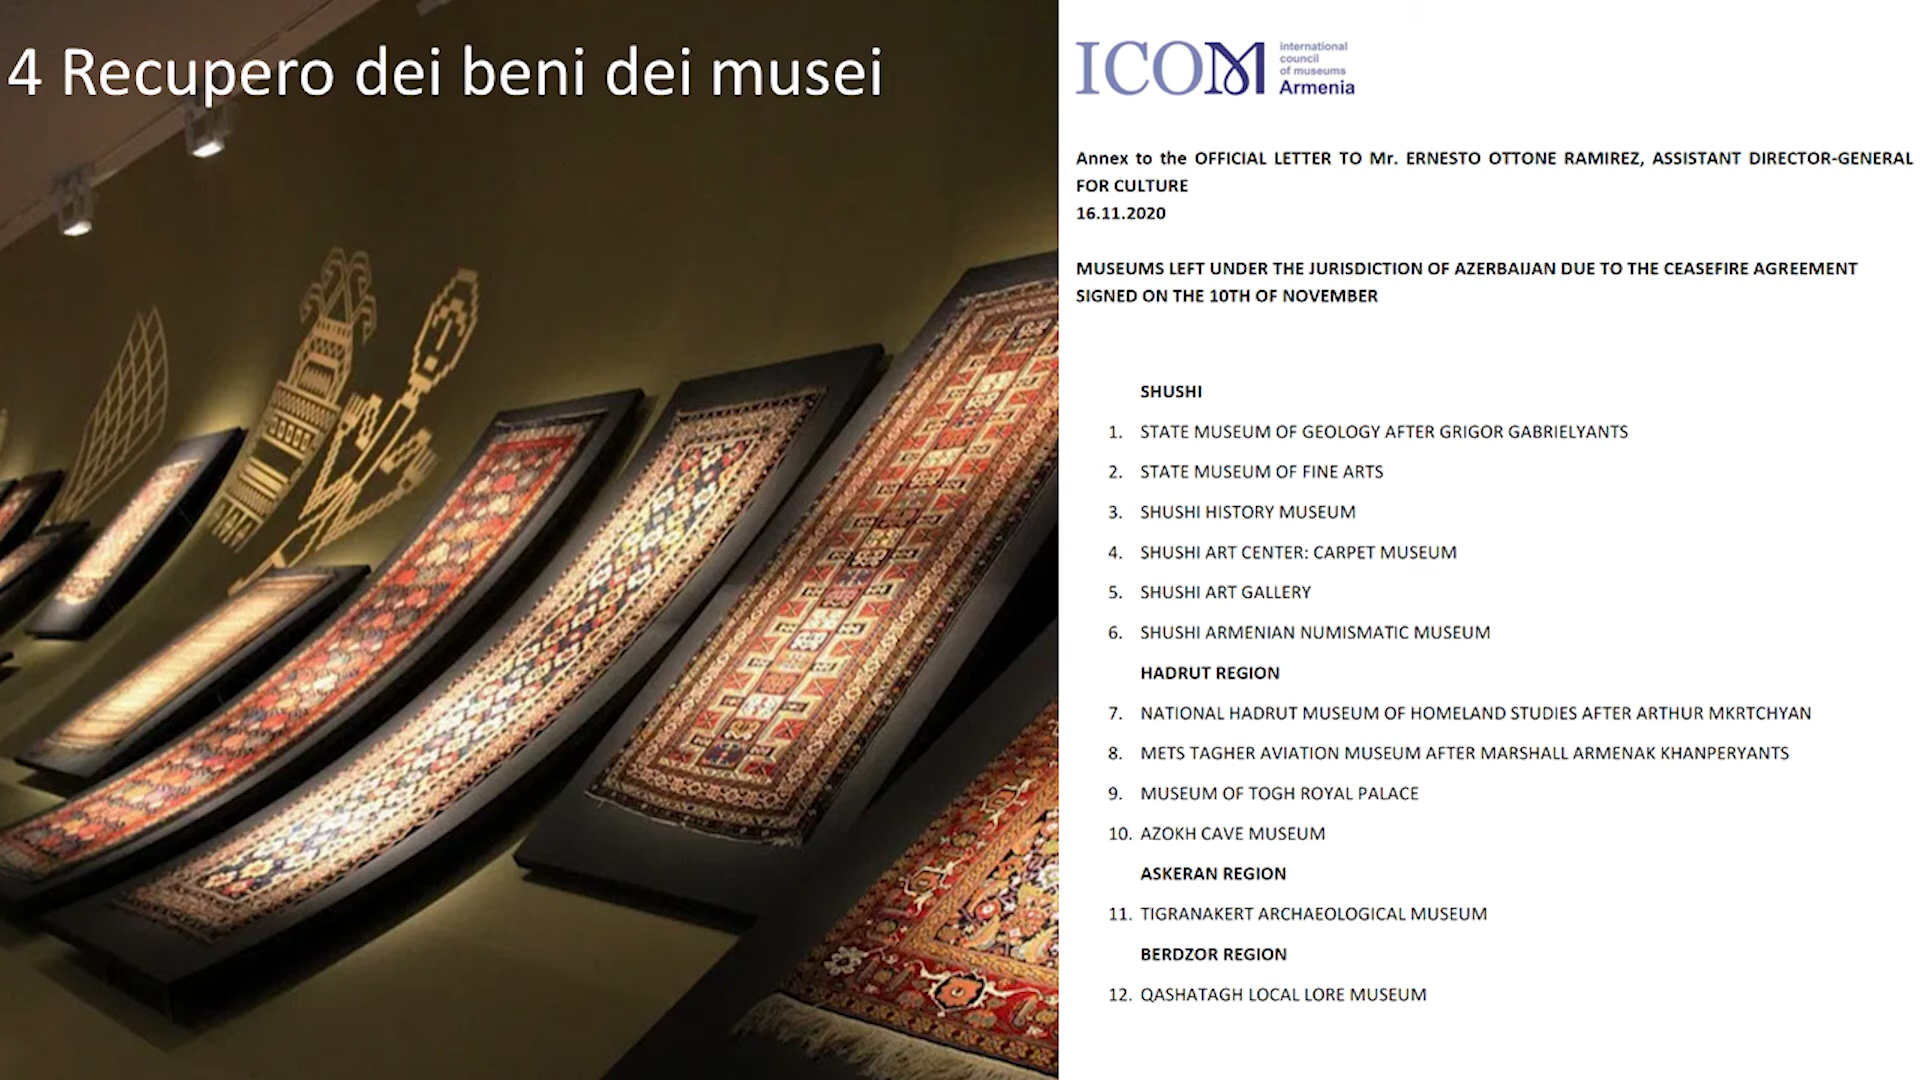 4 Recupero dei beni dei musei
ICOM
international
council
of museums
Armenia
Annex to the OFFICIAL LETTER TO Mr. ERNESTO OTTONE RAMIREZ, ASSISTANT DIRECTOR-GENERAL
FOR CULTURE
16.11.2020
MUSEUMS LEFT UNDER THE JURISDICTION OF AZERBAIJAN DUE TO THE CEASEFIRE AGREEMENT
SIGNED ON THE 10TH OF NOVEMBER
SHUSHI
1. STATE MUSEUM OF GEOLOGY AFTER GRIGOR GABRIELYANTS
2. STATE MUSEUM OF FINE ARTS
3. SHUSHI HISTORY MUSEUM
4. SHUSHI ART CENTER: CARPET MUSEUM
5. SHUSHI ART GALLERY
6. SHUSHI ARMENIAN NUMISMATIC MUSEUM
HADRUT REGION
7. NATIONAL HADRUT MUSEUM OF HOMELAND STUDIES AFTER ARTHUR MKRTCHYAN
8. METS TAGHER AVIATION MUSEUM AFTER MARSHALL ARMENAK KHANPERYANTS
9. MUSEUM OF TOGH ROYAL PALACE
10. AZOKH CAVE MUSEUM
ASKERAN REGION
11. TIGRANAKERT ARCHAEOLOGICAL MUSEUM
BERDZOR REGION
12. QASHATAGH LOCAL LORE MUSEUM